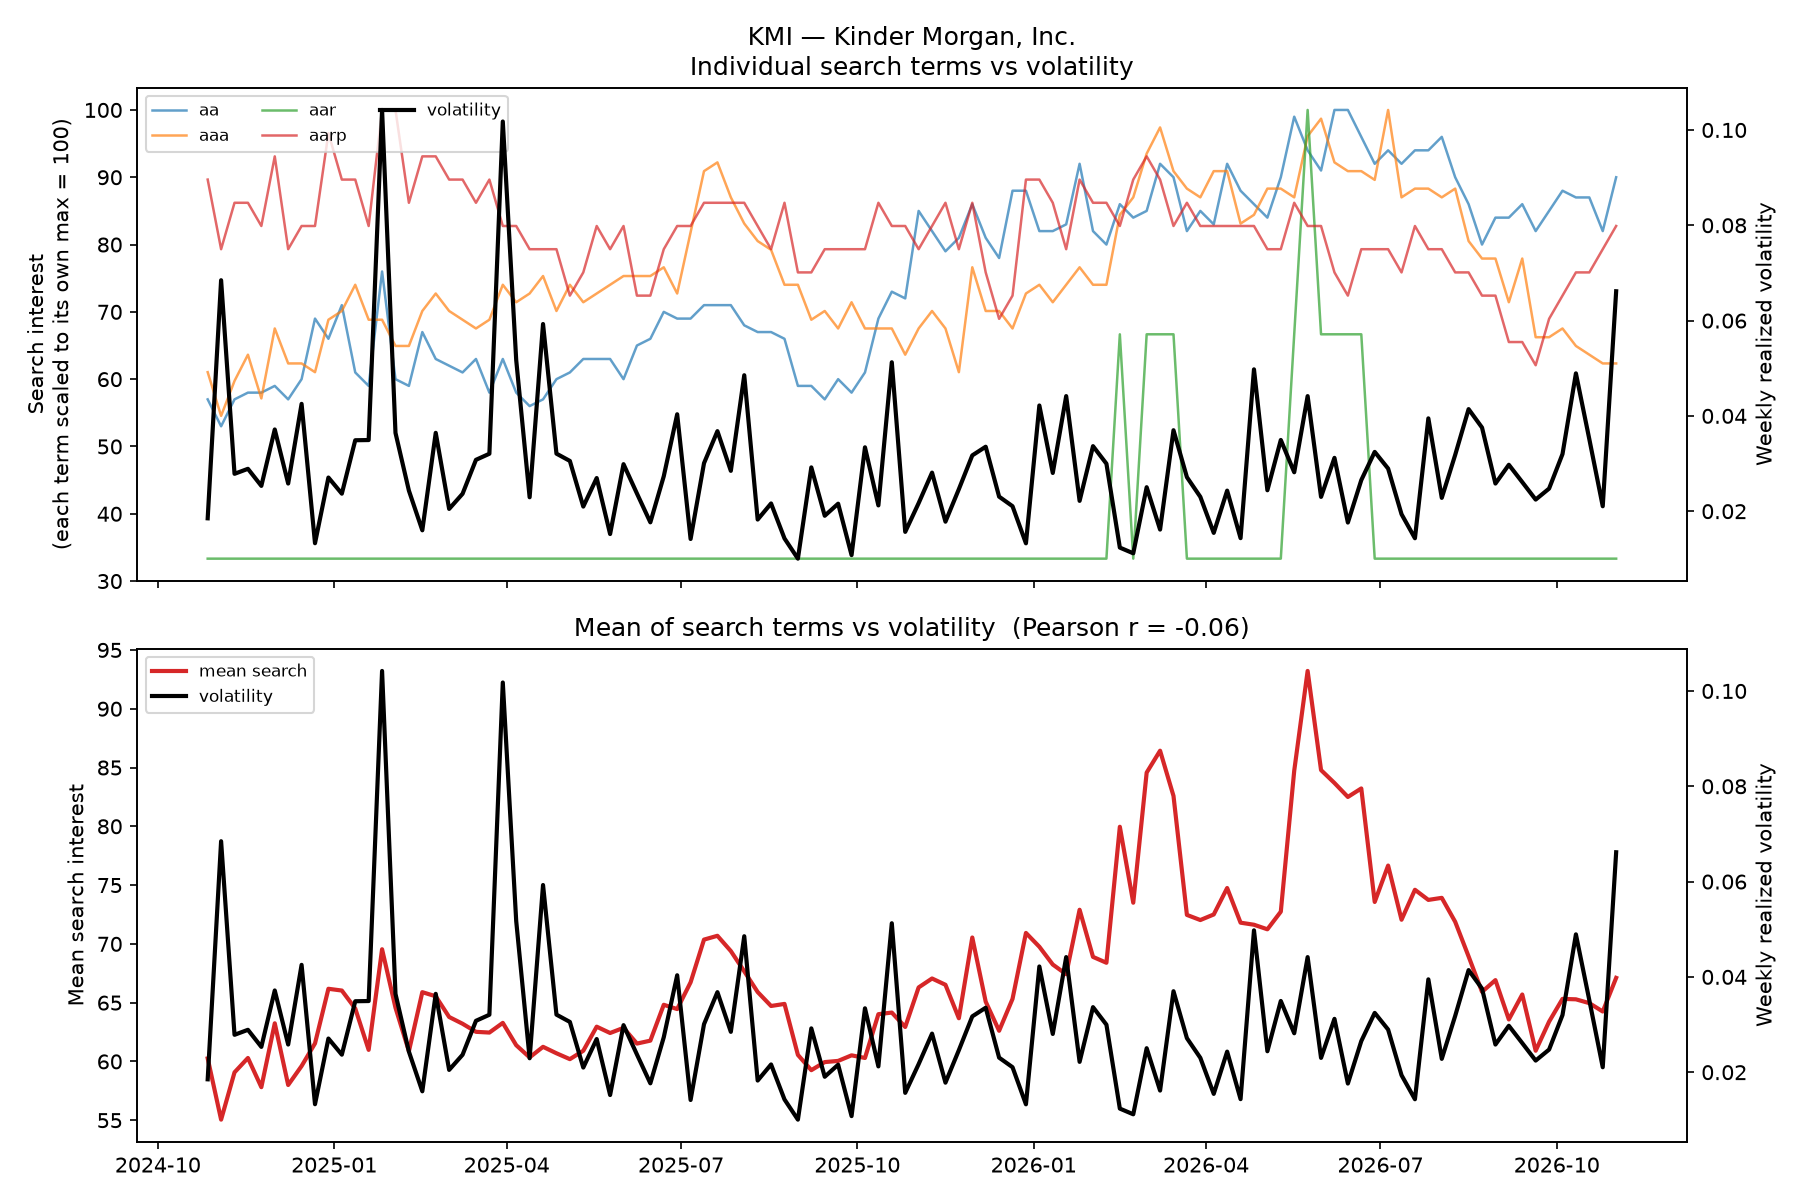 KMI — Kinder Morgan, Inc.
Individual search terms vs volatility
aa
aaa
aar
aarp
volatility
100
90
80
70
60
50
40
30
Search interest
(each term scaled to its own max = 100)
0.10
0.08
0.06
0.04
0.02
Weekly realized volatility
Mean of search terms vs volatility  (Pearson r = -0.06)
mean search
volatility
95
90
85
80
75
70
65
60
55
Mean search interest
0.10
0.08
0.06
0.04
0.02
Weekly realized volatility
2024-10
2025-01
2025-04
2025-07
2025-10
2026-01
2026-04
2026-07
2026-10